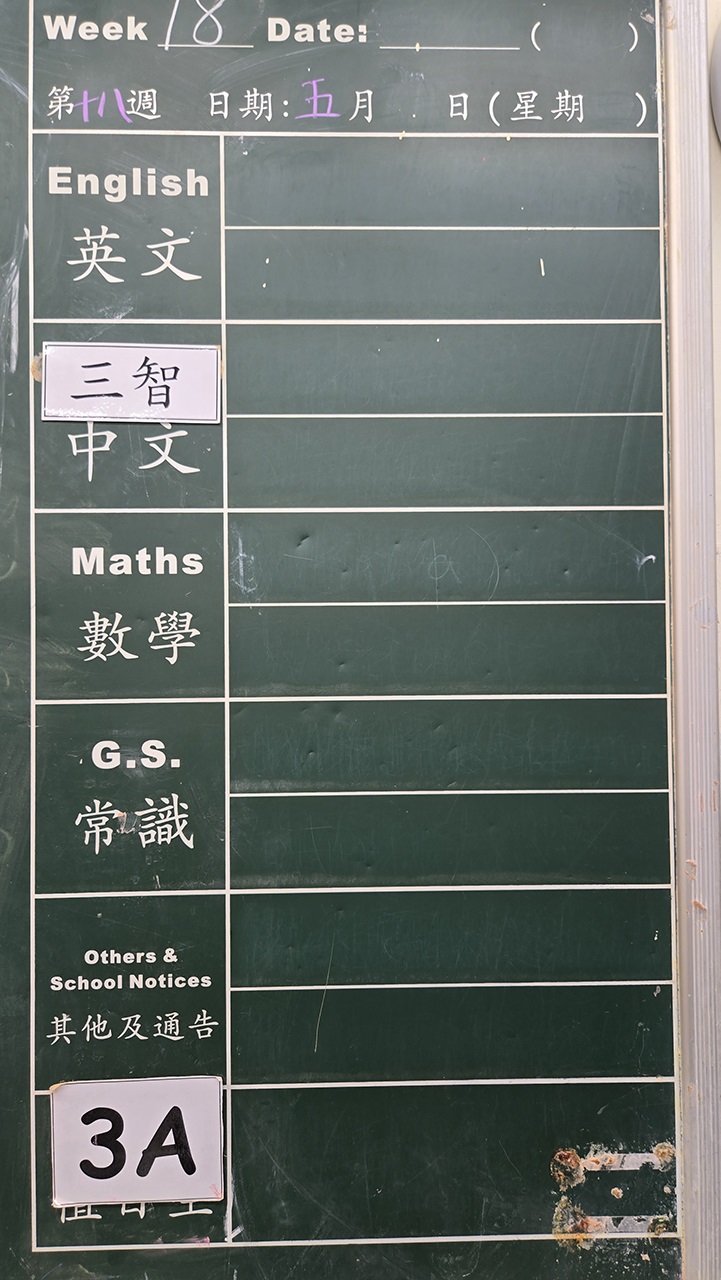 Week 18 Date: ( )
第十八週 日期:五月 日(星期 )
English
英文
三智
中文
Maths
數學
G.S.
常識
Others &
School Notices
其他及通告
3A